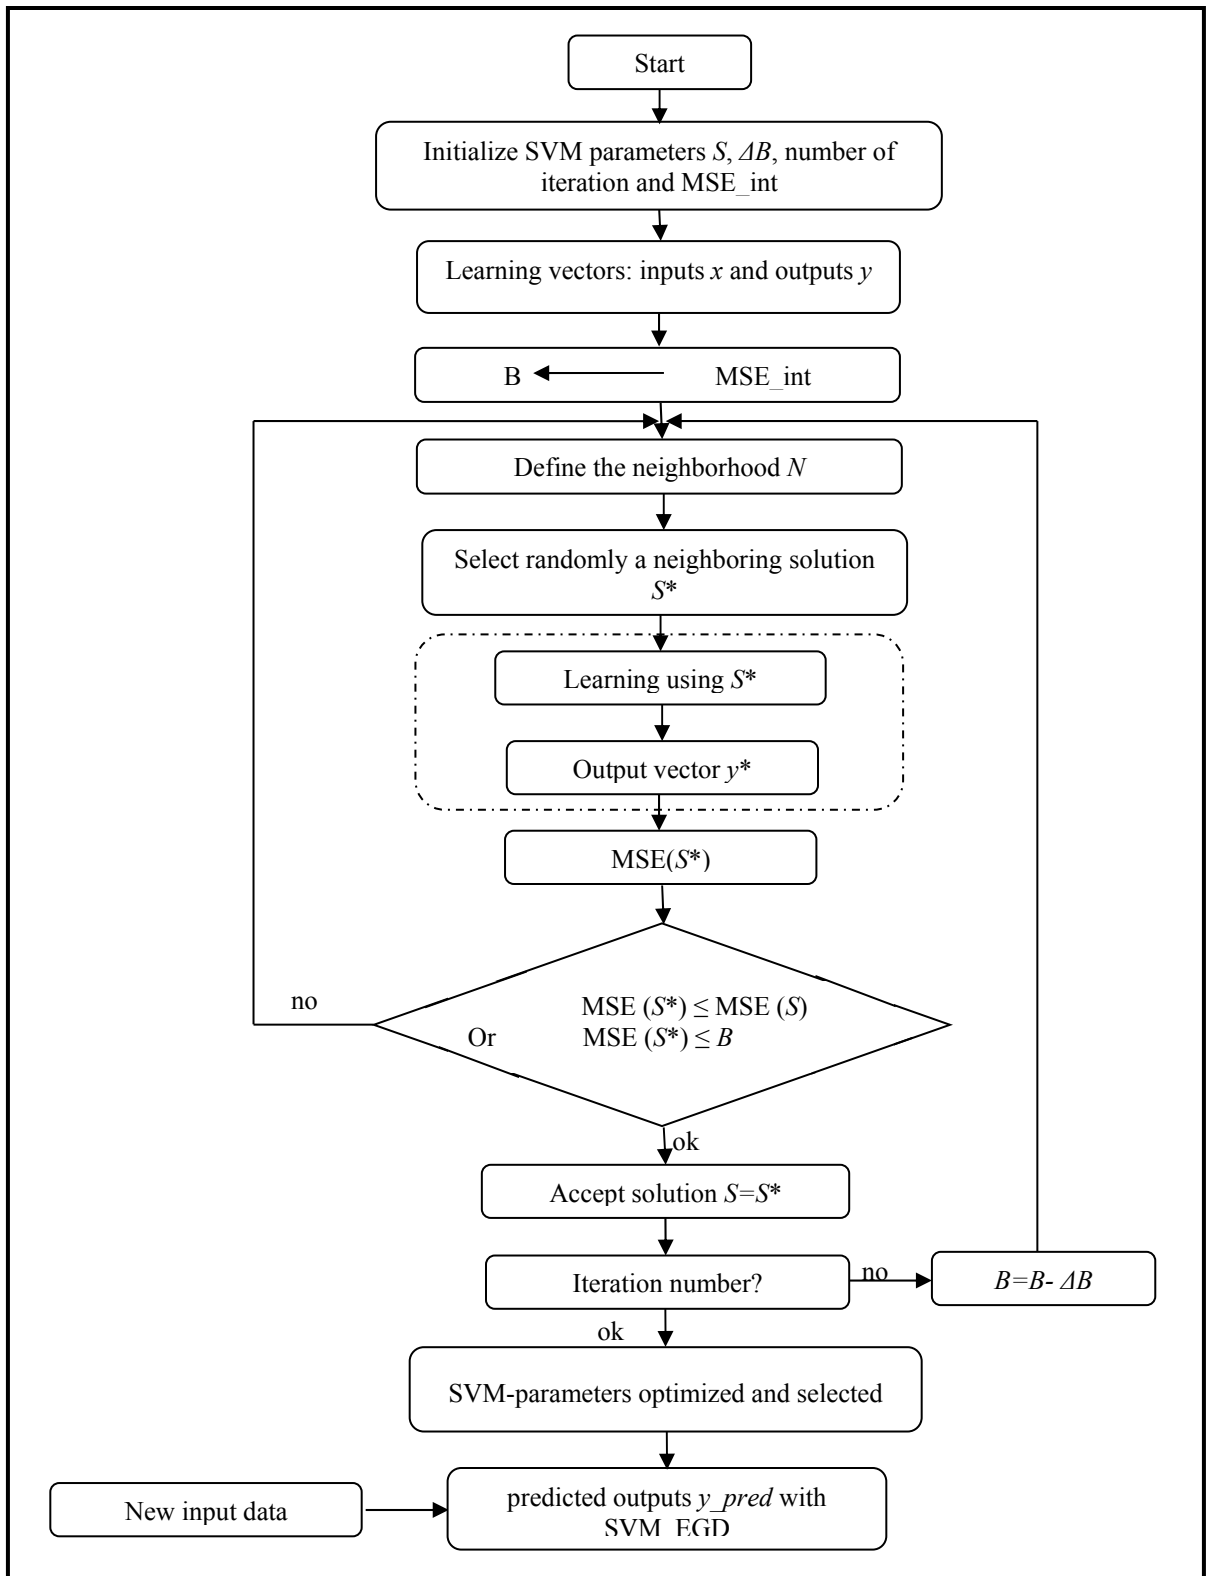 Start
Initialize SVM parameters S, ΔB, number of
iteration and MSE_int
Learning vectors: inputs x and outputs y
B MSE_int
Define the neighborhood N
Select randomly a neighboring solution
S*
Learning using S*
Output vector y*
MSE(S*)
no
MSE (S*) ≤ MSE (S)
Or MSE (S*) ≤ B
ok
Accept solution S=S*
Iteration number?
no
B=B- ΔB
ok
SVM-parameters optimized and selected
New input data
predicted outputs y_pred with
SVM_EGD